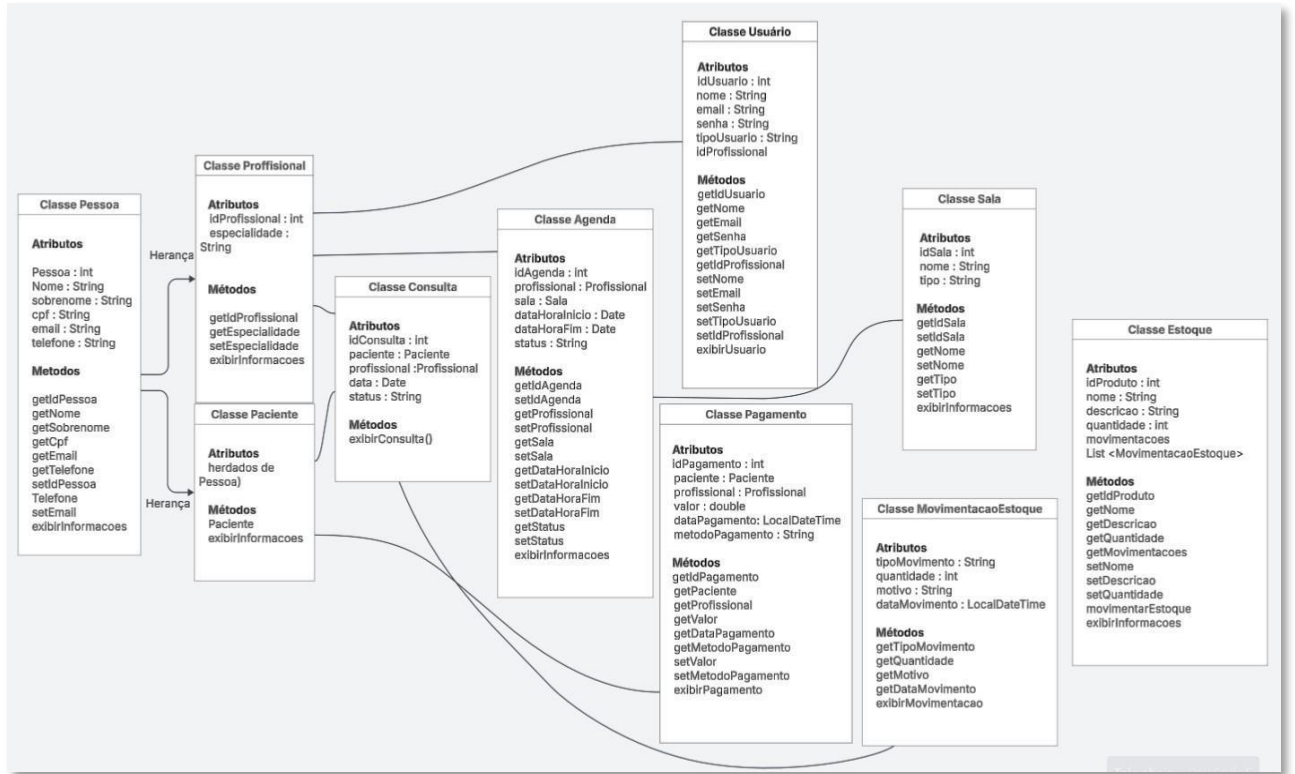 Classe Usuário
Atributos
idUsuario : int
nome : String
email : String
senha : String
tipoUsuario : String
idProfissional
Métodos
getIdUsuario
getNome
getEmail
getSenha
getTipoUsuario
getIdProfissional
setNome
setEmail
setSenha
setTipoUsuario
setIdProfissional
exibirUsuario
Classe Proffisional
Atributos
idProfissional : int
especialidade :
String
Métodos
getIdProfissional
getEspecialidade
setEspecialidade
exibirInformacoes
Classe Pessoa
Atributos
Pessoa : int
Nome : String
sobrenome : String
cpf : String
email : String
telefone : String
Metodos
getIdPessoa
getNome
getSobrenome
getCpf
getEmail
getTelefone
setIdPessoa
Telefone
setEmail
exibirInformacoes
Herança
Herança
Classe Paciente
Atributos
herdados de
Pessoa)
Métodos
Paciente
exibirInformacoes
Classe Consulta
Atributos
idConsulta : int
paciente : Paciente
profissional :Profissional
data : Date
status : String
Métodos
exibirConsulta()
Classe Agenda
Atributos
idAgenda : int
profissional : Profissional
sala : Sala
dataHoraInicio : Date
dataHoraFim : Date
status : String
Métodos
getIdAgenda
setIdAgenda
getProfissional
setProfissional
getSala
setSala
getDataHoraInicio
setDataHoraInicio
getDataHoraFim
setDataHoraFim
getStatus
setStatus
exibirInformacoes
Classe Sala
Atributos
idSala : int
nome : String
tipo : String
Métodos
getIdSala
setIdSala
getNome
setNome
getTipo
setTipo
exibirInformacoes
Classe Pagamento
Atributos
idPagamento : int
paciente : Paciente
profissional : Profissional
valor : double
dataPagamento: LocalDateTime
metodoPagamento : String
Métodos
getIdPagamento
getPaciente
getProfissional
getValor
getDataPagamento
getMetodoPagamento
setValor
setMetodoPagamento
exibirPagamento
Classe MovimentacaoEstoque
Atributos
tipoMovimento : String
quantidade : int
motivo : String
dataMovimento : LocalDateTime
Métodos
getTipoMovimento
getQuantidade
getMotivo
getDataMovimento
exibirMovimentacao
Classe Estoque
Atributos
idProduto : int
nome : String
descricao : String
quantidade : int
movimentacoes
List <MovimentacaoEstoque>
Métodos
getIdProduto
getNome
getDescricao
getQuantidade
getMovimentacoes
setNome
setDescricao
setQuantidade
movimentarEstoque
exibirInformacoes